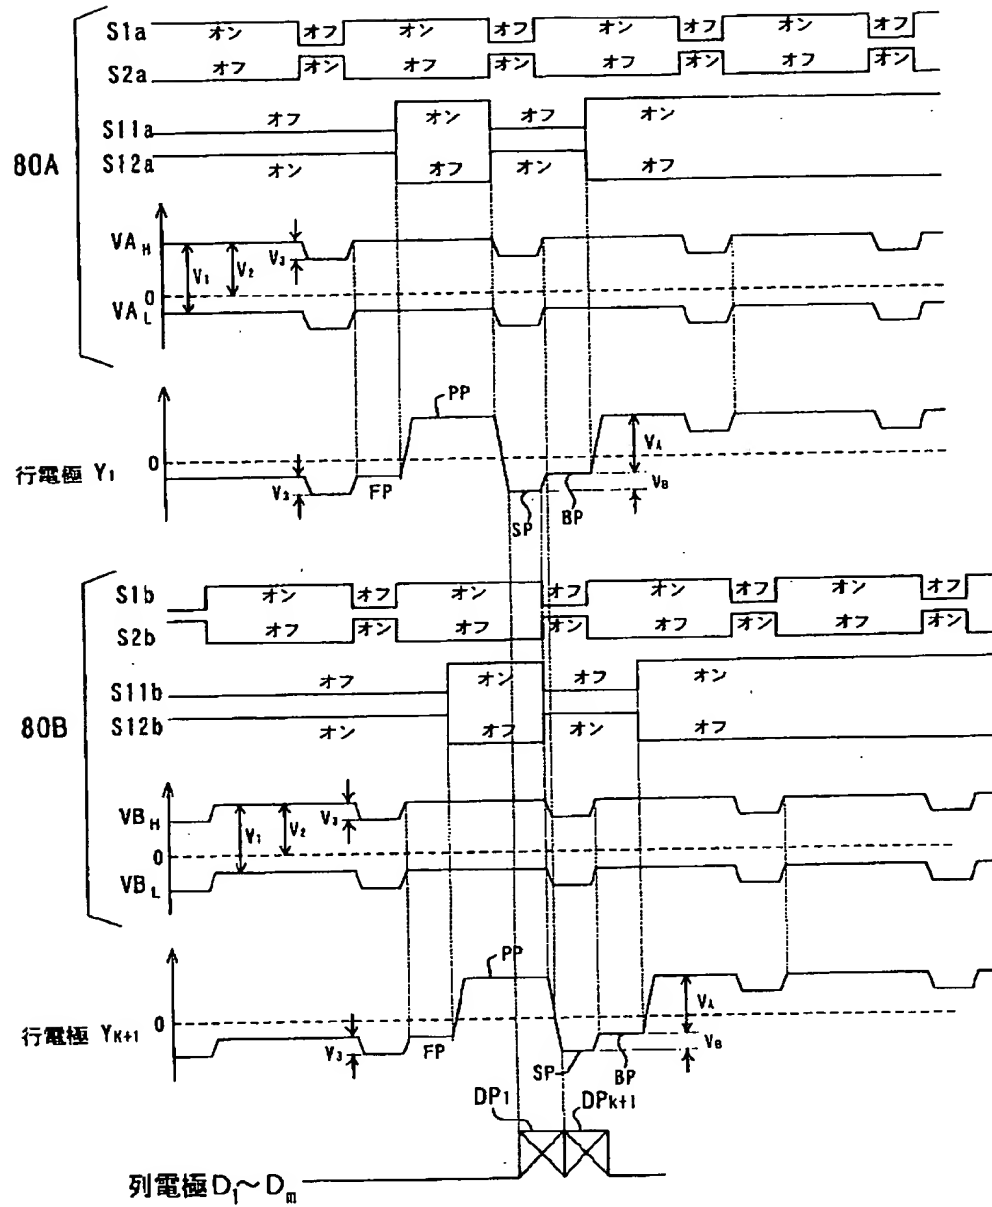 S1a オン オフ オン オフ オン オフ オン オフ
S2a オフ オン オフ オン オフ オン オフ オン
S11a オフ オン オフ オン
80A
S12a オン オフ オン オフ
VAH
V3
V1 V2
0
VAL
PP
行電極 Y1 0
VA
V3 FP VB
SP BP
S1b オン オフ オン オフ オン オフ オン オフ
S2b オフ オン オフ オン オフ オン オフ オン
S11b オフ オン オフ オン
80B
S12b オン オフ オン オフ
VBH
V3
V1 V2
0
VBL
PP
行電極 YK+1 0
VA
V3 FP VB
SP BP
DP1 DPk+1
列電極D1~Dm